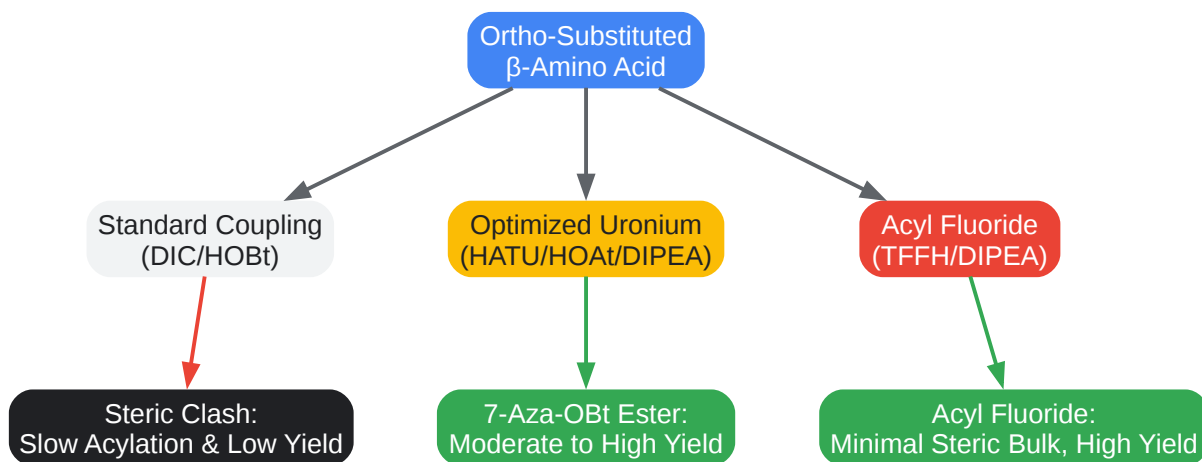 Ortho-Substituted
β-Amino Acid
Standard Coupling
(DIC/HOBt)
Optimized Uronium
(HATU/HOAt/DIPEA)
Acyl Fluoride
(TFFH/DIPEA)
Steric Clash:
Slow Acylation & Low Yield
7-Aza-OBt Ester:
Moderate to High Yield
Acyl Fluoride:
Minimal Steric Bulk, High Yield